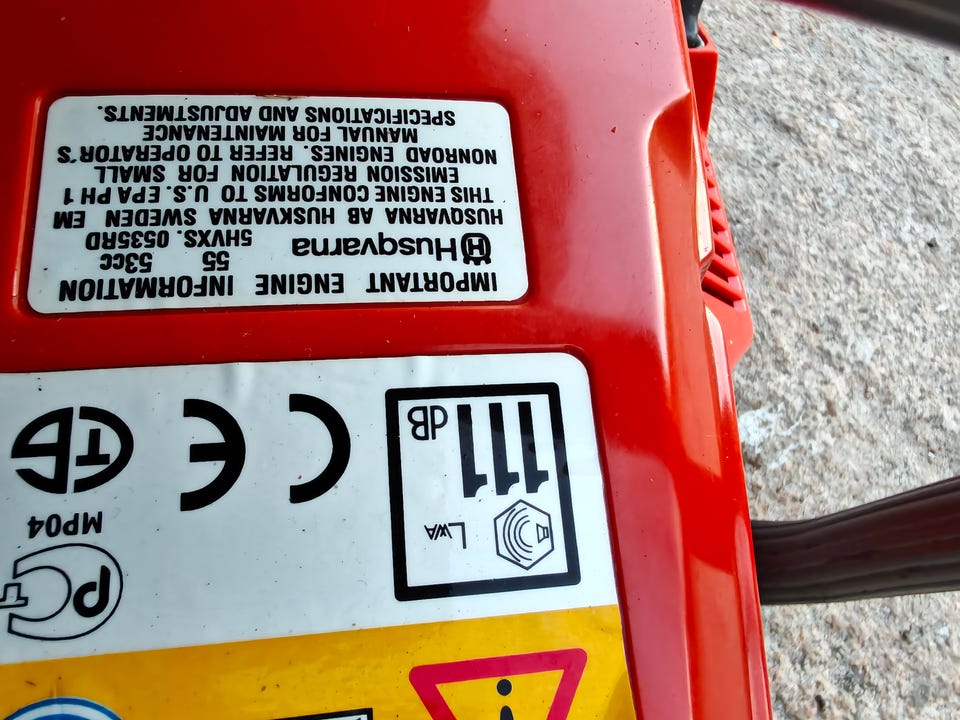 IMPORTANT ENGINE INFORMATION
55 53cc
Husqvarna 5HVXS. 0535RD
HUSQVARNA AB HUSKVARNA SWEDEN EM
THIS ENGINE CONFORMS TO U.S. EPA PH 1
EMISSION REGULATION FOR SMALL
NONROAD ENGINES. REFER TO OPERATOR'S
MANUAL FOR MAINTENANCE
SPECIFICATIONS AND ADJUSTMENTS.
LWA
111
dB
CE
MP04